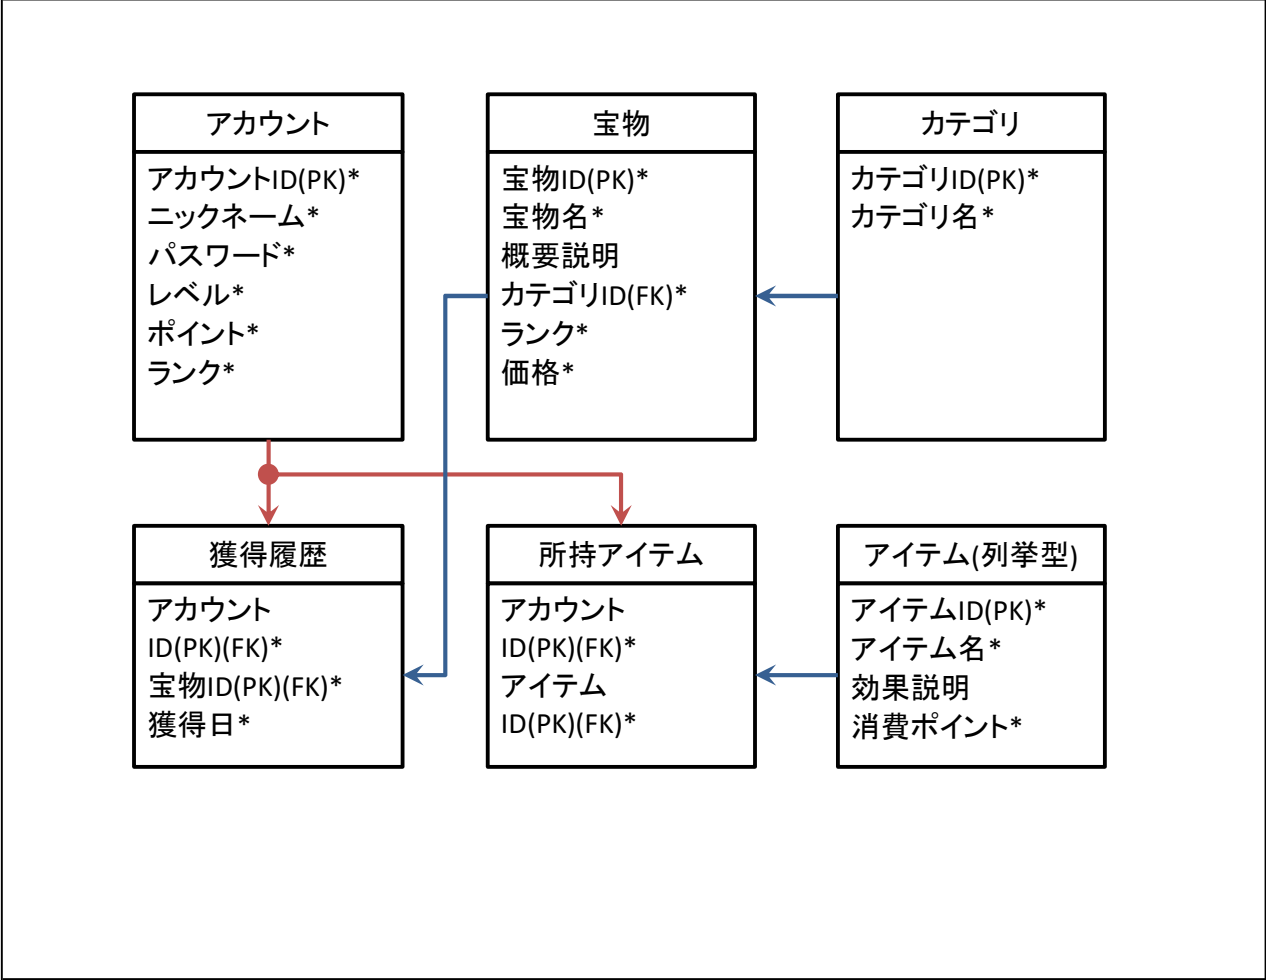 アカウント
アカウントID(PK)*
ニックネーム*
パスワード*
レベル*
ポイント*
ランク*
宝物
宝物ID(PK)*
宝物名*
概要説明
カテゴリID(FK)*
ランク*
価格*
カテゴリ
カテゴリID(PK)*
カテゴリ名*
獲得履歴
アカウント
ID(PK)(FK)*
宝物ID(PK)(FK)*
獲得日*
所持アイテム
アカウント
ID(PK)(FK)*
アイテム
ID(PK)(FK)*
アイテム(列挙型)
アイテムID(PK)*
アイテム名*
効果説明
消費ポイント*